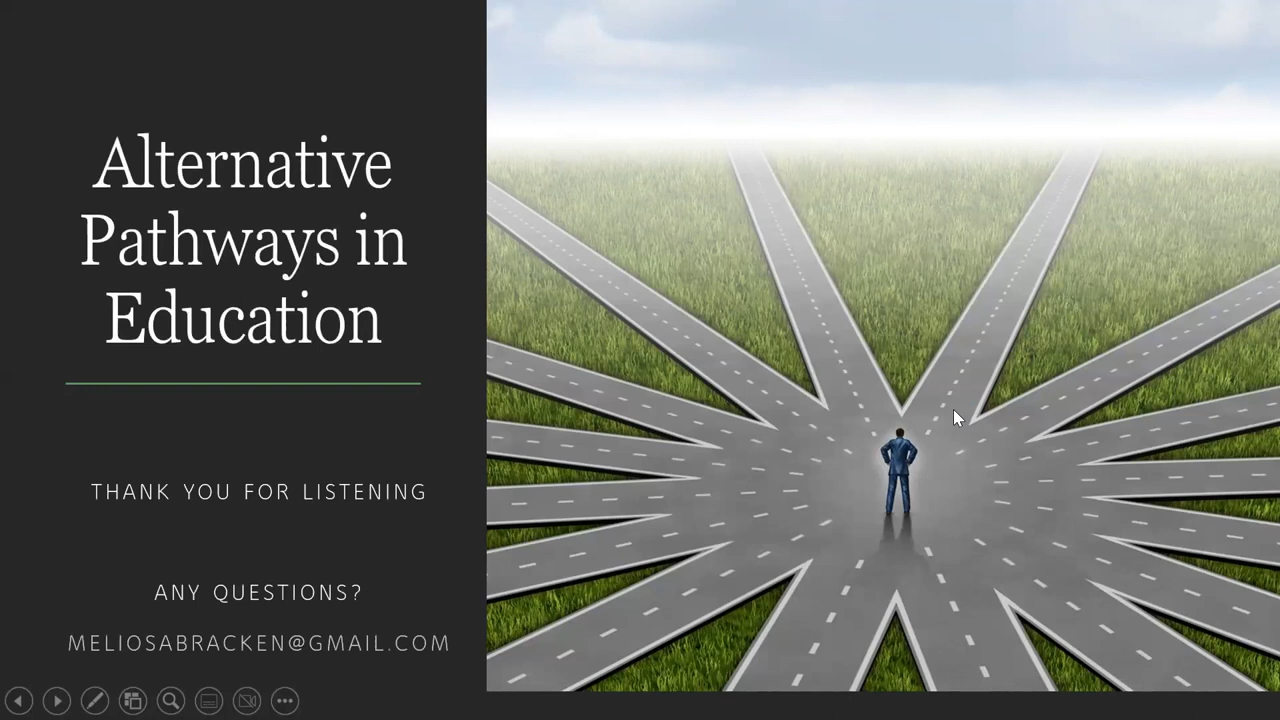 Alternative
Pathways in
Education
THANK YOU FOR LISTENING
ANY QUESTIONS?
MELIOSABRACKEN@GMAIL.COM